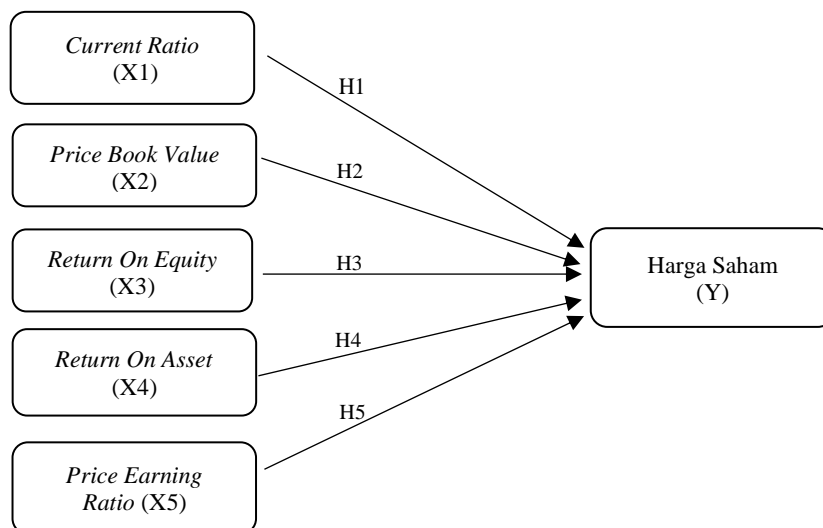 Current Ratio
(X1)
H1
Price Book Value
(X2)
H2
Return On Equity
(X3)
H3
Harga Saham
(Y)
Return On Asset
(X4)
H4
Price Earning
Ratio (X5)
H5